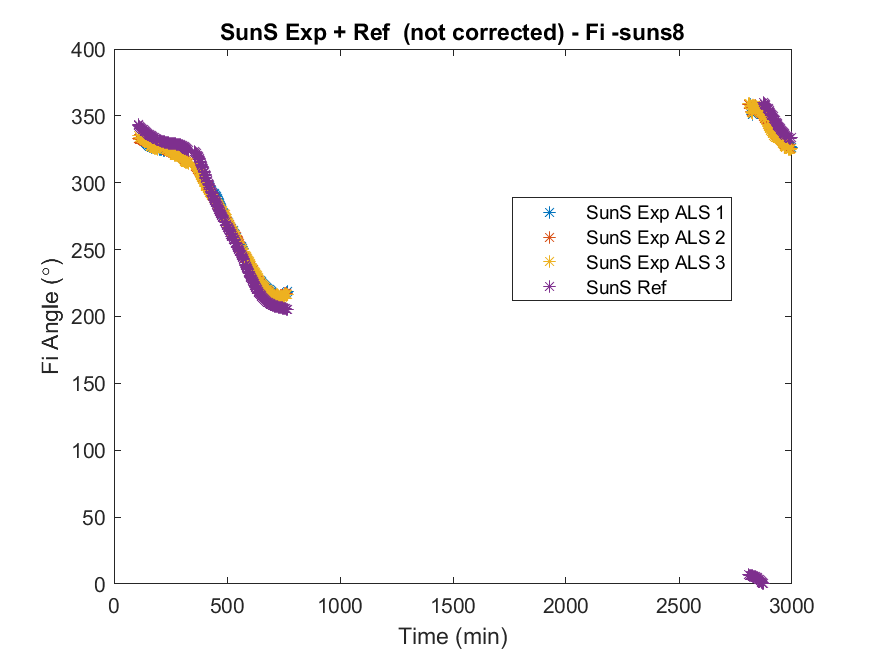 SunS Exp + Ref  (not corrected) - Fi -suns8
400
350
300
250
200
150
100
50
0
Fi Angle (°)
SunS Exp ALS 1
SunS Exp ALS 2
SunS Exp ALS 3
SunS Ref
0 500 1000 1500 2000 2500 3000
Time (min)